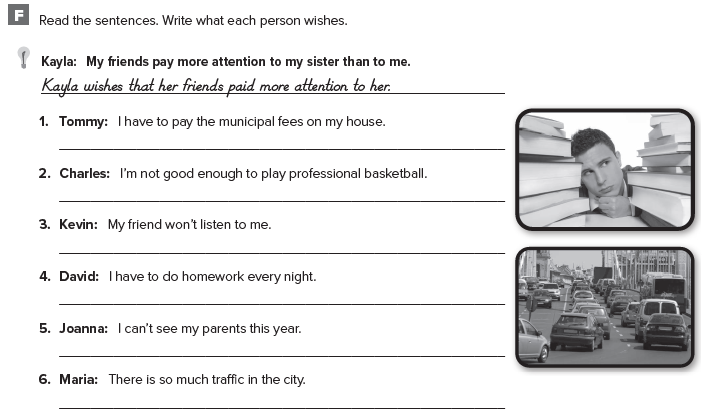 F Read the sentences. Write what each person wishes.
Kayla: My friends pay more attention to my sister than to me.
Kayla wishes that her friends paid more attention to her.
1. Tommy: I have to pay the municipal fees on my house.
2. Charles: I'm not good enough to play professional basketball.
3. Kevin: My friend won't listen to me.
4. David: I have to do homework every night.
5. Joanna: I can't see my parents this year.
6. Maria: There is so much traffic in the city.